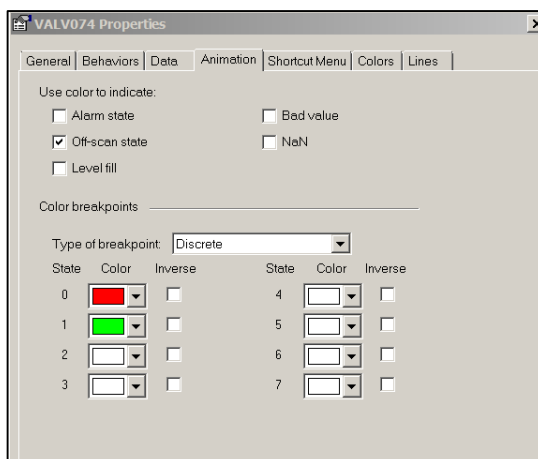 VALV074 Properties
General Behaviors Data Animation Shortcut Menu Colors Lines
Use color to indicate:
Alarm state Bad value
Off-scan state NaN
Level fill
Color breakpoints
Type of breakpoint: Discrete
State Color Inverse State Color Inverse
0 4
1 5
2 6
3 7